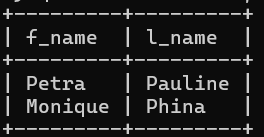 +---------+---------+
| f_name  | l_name  |
+---------+---------+
| Petra   | Pauline |
| Monique | Phina   |
+---------+---------+